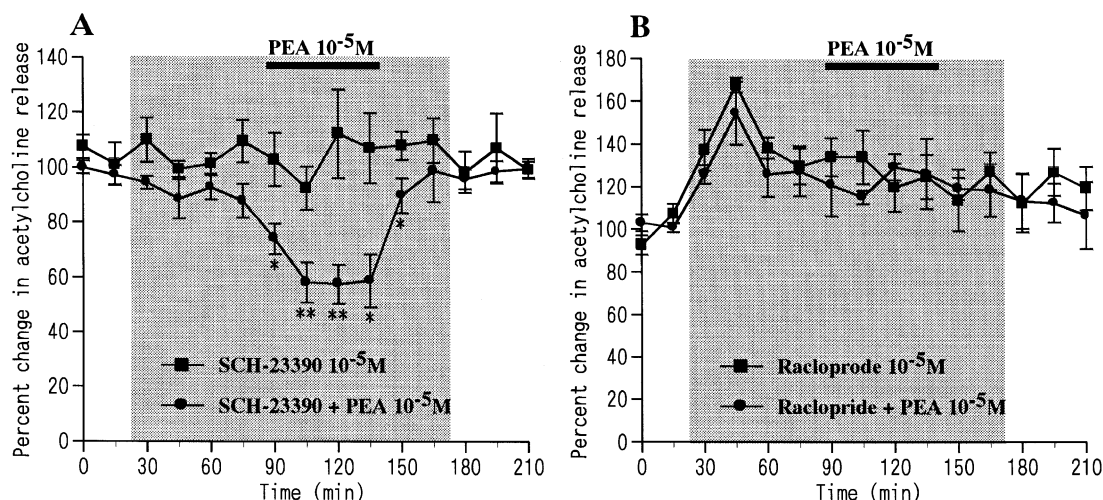 A
PEA 10⁻⁵M
Percent change in acetylcholine release
140
120
100
80
60
40
20
0
*
**
**
*
*
SCH-23390 10⁻⁵M
SCH-23390 + PEA 10⁻⁵M
0 30 60 90 120 150 180 210
Time (min)
B
PEA 10⁻⁵M
Percent change in acetylcholine release
180
160
140
120
100
80
60
40
20
0
Racloprode 10⁻⁵M
Raclopride + PEA 10⁻⁵M
0 30 60 90 120 150 180 210
Time (min)